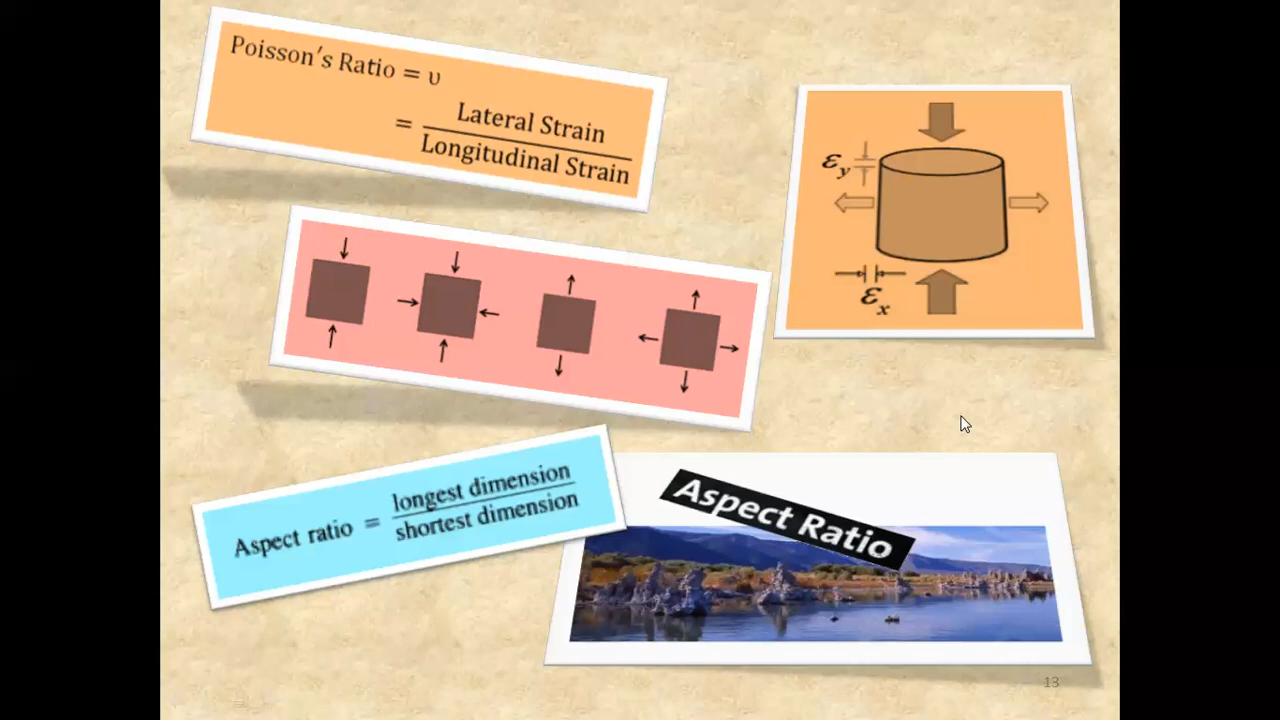 Poisson's Ratio = υ
= Lateral Strain
Longitudinal Strain
εy
εx
Aspect ratio = longest dimension
shortest dimension
Aspect Ratio
13